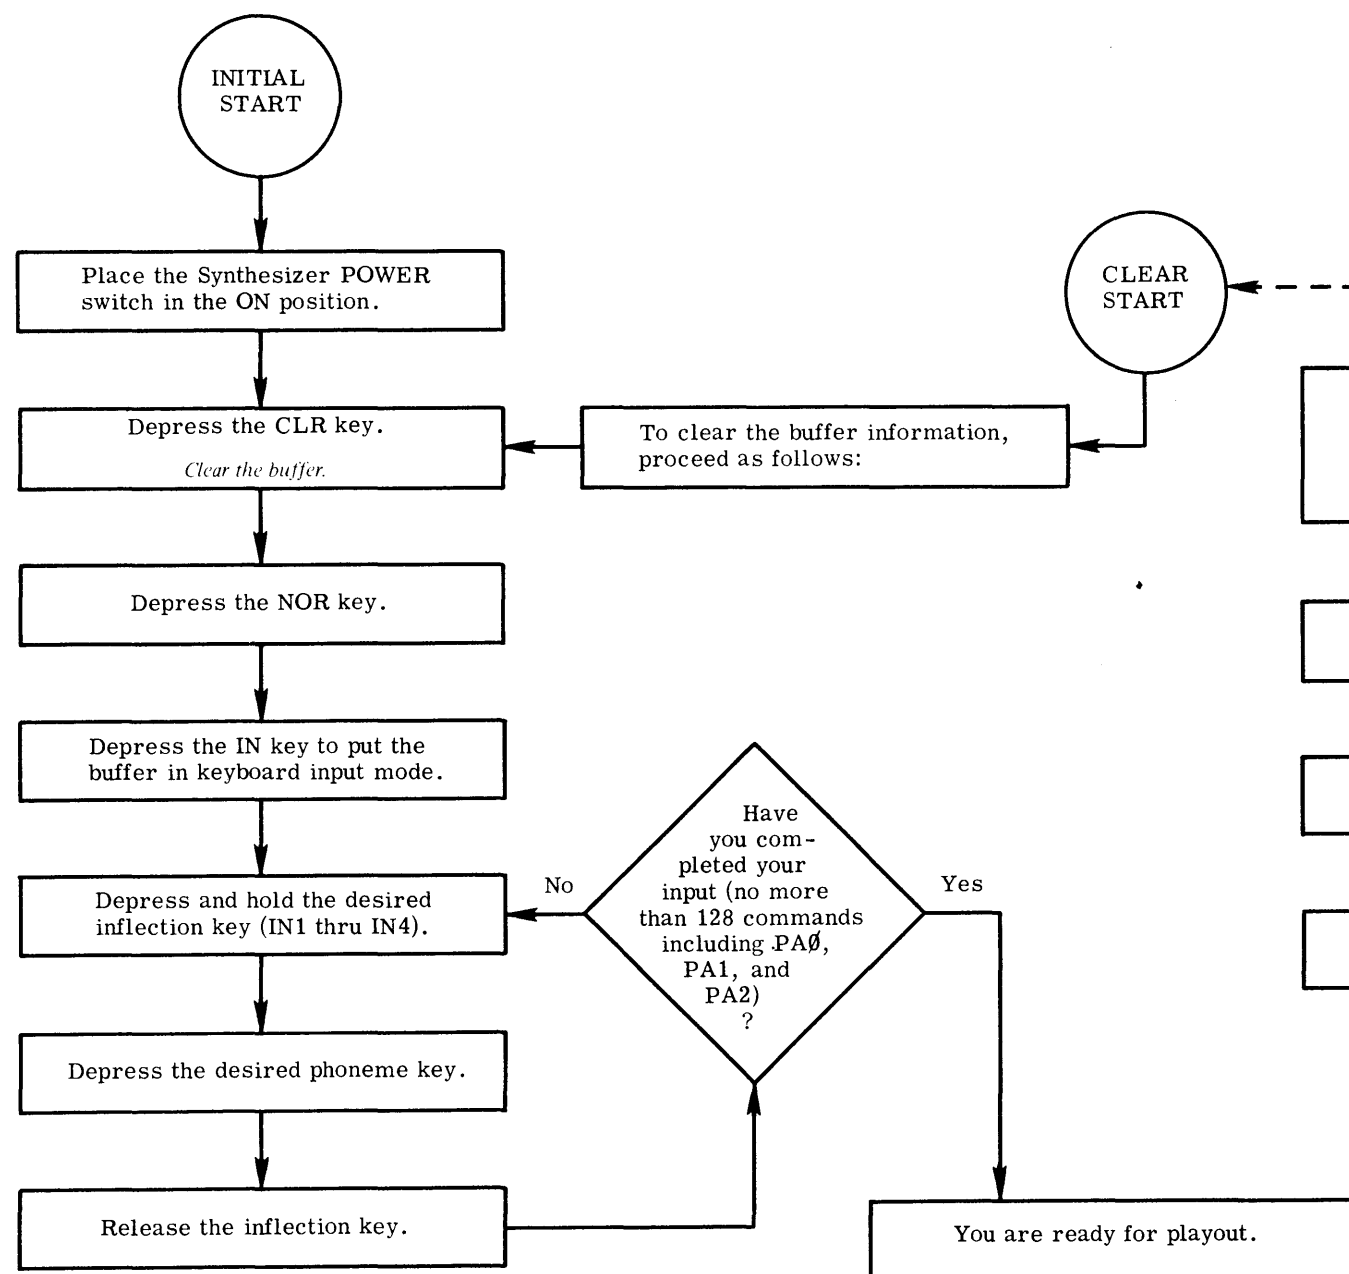 INITIAL
START
Place the Synthesizer POWER
switch in the ON position.
CLEAR
START
Depress the CLR key.
Clear the buffer.
To clear the buffer information,
proceed as follows:
Depress the NOR key.
Depress the IN key to put the
buffer in keyboard input mode.
Depress and hold the desired
inflection key (IN1 thru IN4).
No
Have
you com-
pleted your
input (no more
than 128 commands
including PAØ,
PA1, and
PA2)
?
Yes
Depress the desired phoneme key.
Release the inflection key.
You are ready for playout.